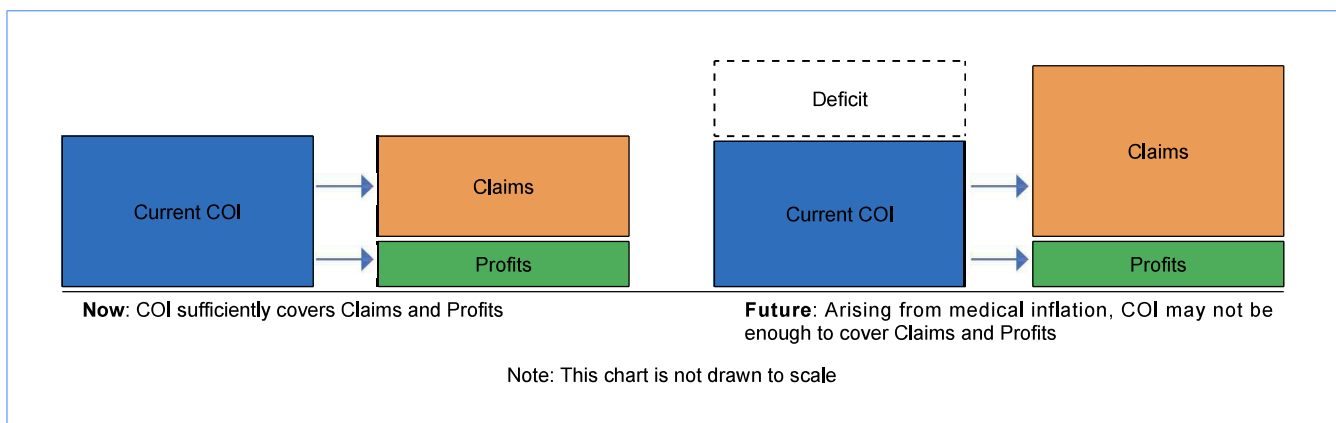 Deficit
Claims
Claims
Current COI
Current COI
Profits
Profits
Now: COI sufficiently covers Claims and Profits
Future: Arising from medical inflation, COI may not be
enough to cover Claims and Profits
Note: This chart is not drawn to scale